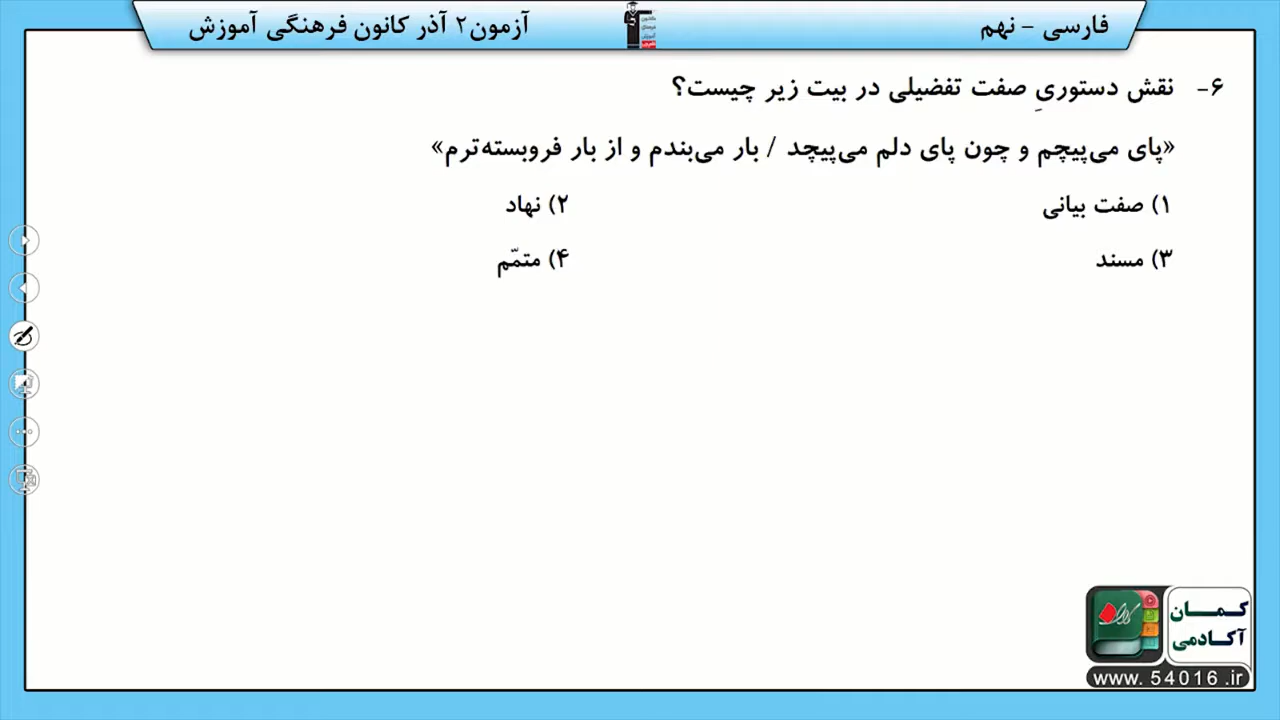 فارسی - نهم
آزمون۲ آذر کانون فرهنگی آموزش
۶- نقش دستوریِ صفت تفضیلی در بیت زیر چیست؟
«پای می‌پیچم و چون پای دلم می‌پیچد / بار می‌بندم و از بار فروبسته‌ترم»
۱) صفت بیانی
۲) نهاد
۳) مسند
۴) متمّم
کمان
آکادمی
www. 54016 .ir